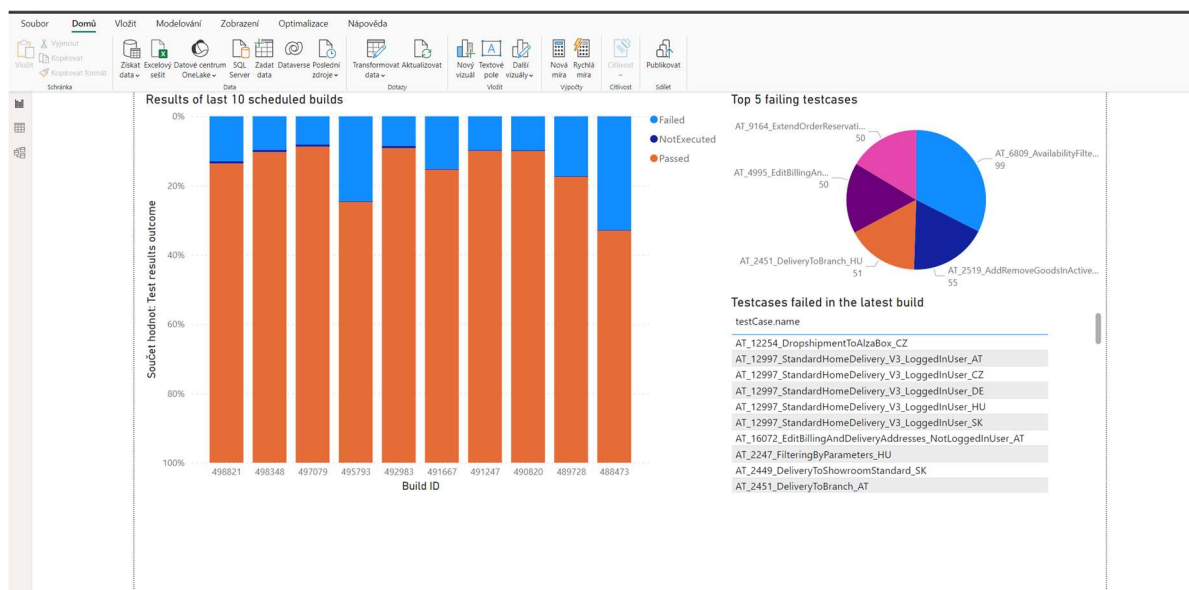 Soubor Domů Vložit Modelování Zobrazení Optimalizace Nápověda
Vložit
Vyjmout
Kopírovat
Kopírovat formát
Získat data
Excelový sešit
Datové centrum OneLake
SQL Server
Zadat data
Dataverse
Poslední zdroje
Transformovat data
Aktualizovat
Nový vizuál
Textové pole
Další vizuály
Nová míra
Rychlá míra
Citlivost
Publikovat
Schránka Data Dotazy Vložit Výpočty Citlivost Sdílet
Results of last 10 scheduled builds
Failed
NotExecuted
Passed
Součet hodnot: Test results outcome
0%
20%
40%
60%
80%
100%
498821 498348 497079 495793 492983 491667 491247 490820 489728 488473
Build ID
Top 5 failing testcases
AT_9164_ExtendOrderReservati...
50
AT_6809_AvailabilityFilte...
99
AT_4995_EditBillingAn...
50
AT_2451_DeliveryToBranch_HU
51
AT_2519_AddRemoveGoodsInActive...
55
Testcases failed in the latest build
testCase.name
AT_12254_DropshipmentToAlzaBox_CZ
AT_12997_StandardHomeDelivery_V3_LoggedInUser_AT
AT_12997_StandardHomeDelivery_V3_LoggedInUser_CZ
AT_12997_StandardHomeDelivery_V3_LoggedInUser_DE
AT_12997_StandardHomeDelivery_V3_LoggedInUser_HU
AT_12997_StandardHomeDelivery_V3_LoggedInUser_SK
AT_16072_EditBillingAndDeliveryAddresses_NotLoggedInUser_AT
AT_2247_FilteringByParameters_HU
AT_2449_DeliveryToShowroomStandard_SK
AT_2451_DeliveryToBranch_AT